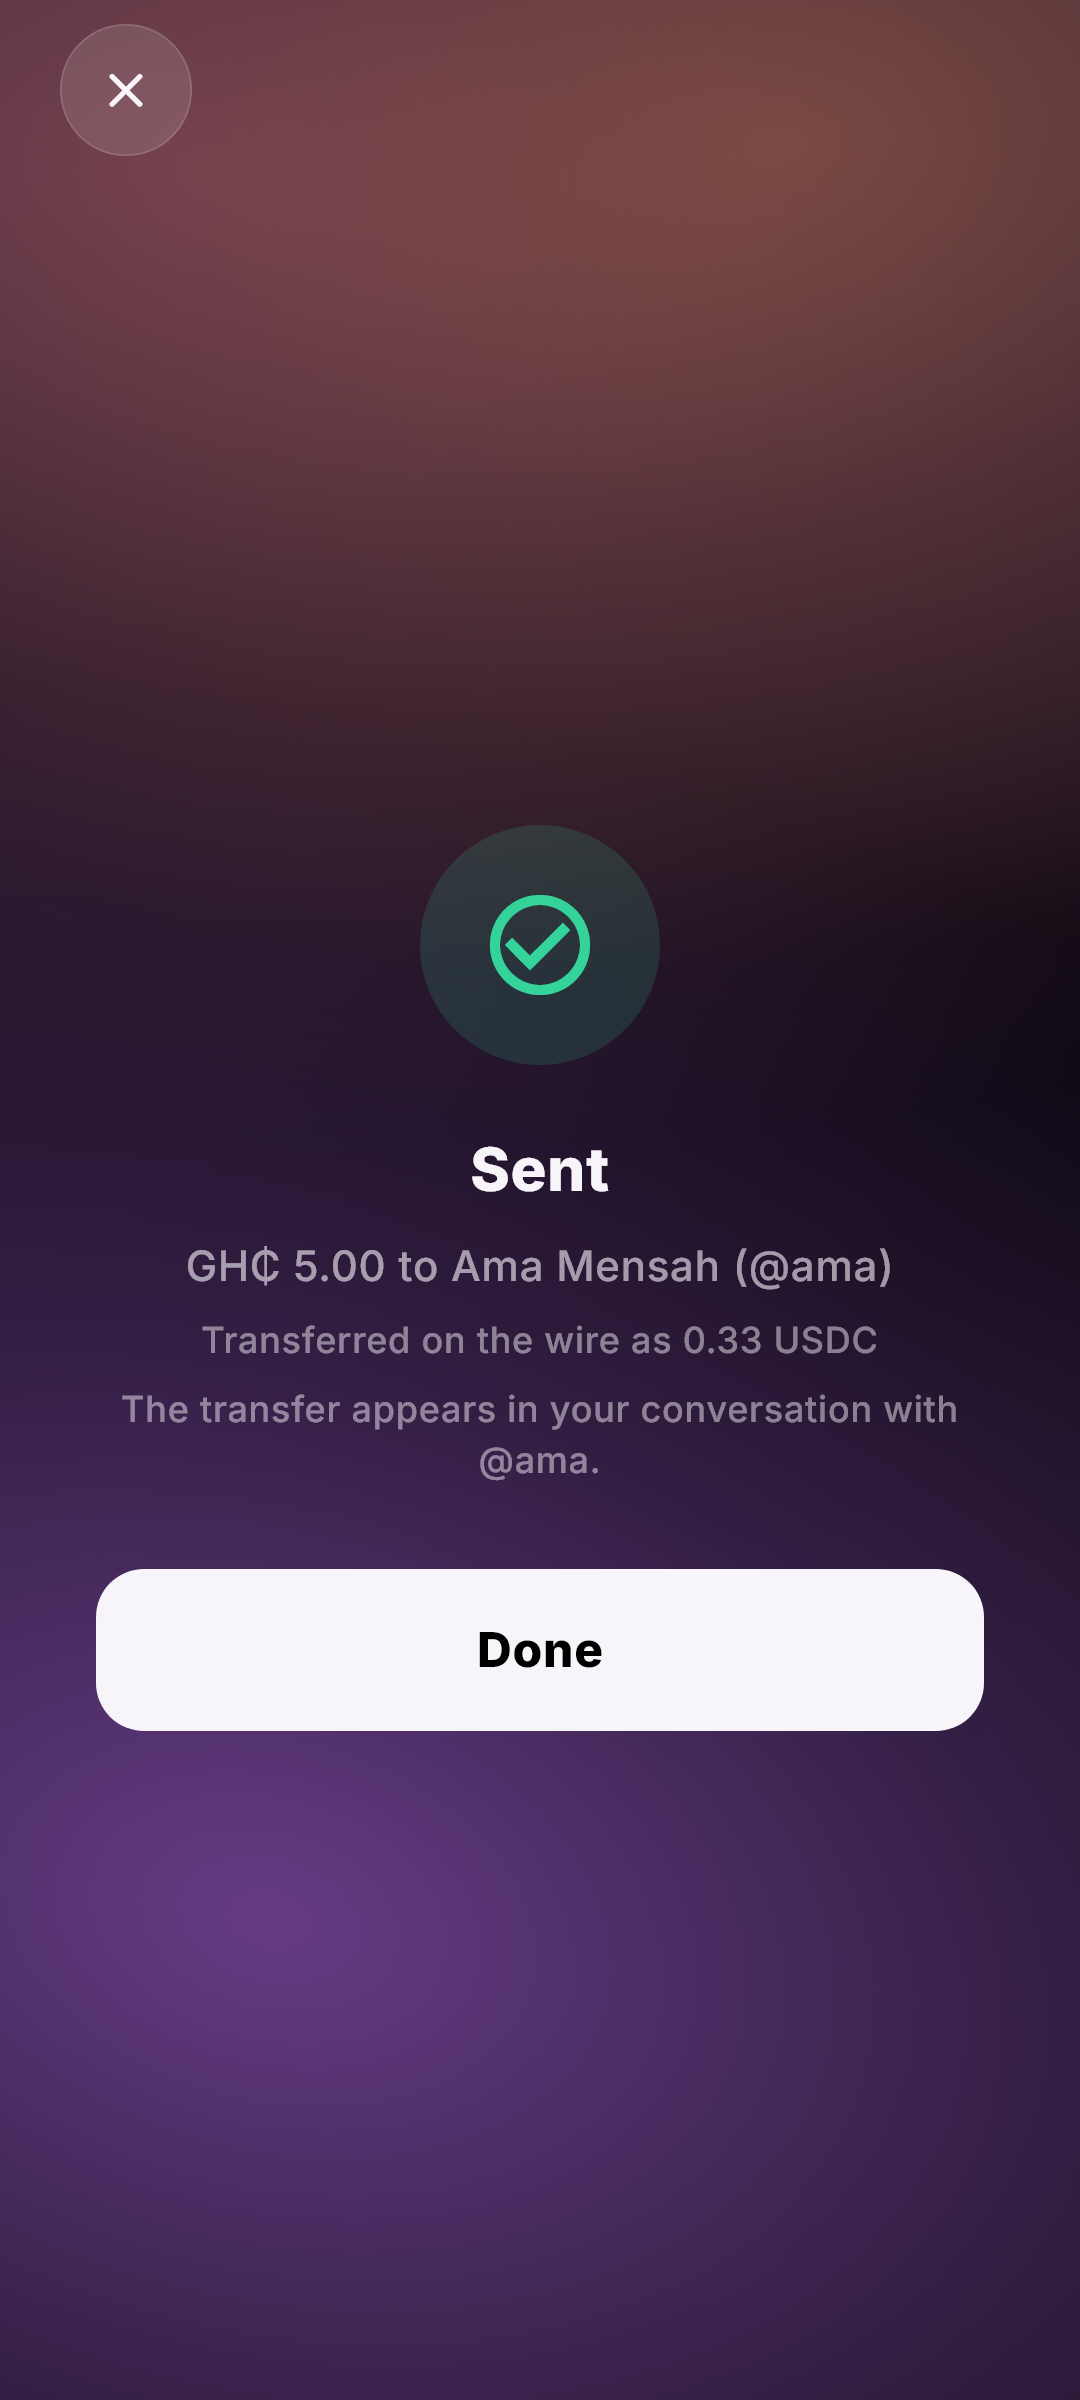 Sent
GH₵ 5.00 to Ama Mensah (@ama)
Transferred on the wire as 0.33 USDC
The transfer appears in your conversation with
@ama.
Done